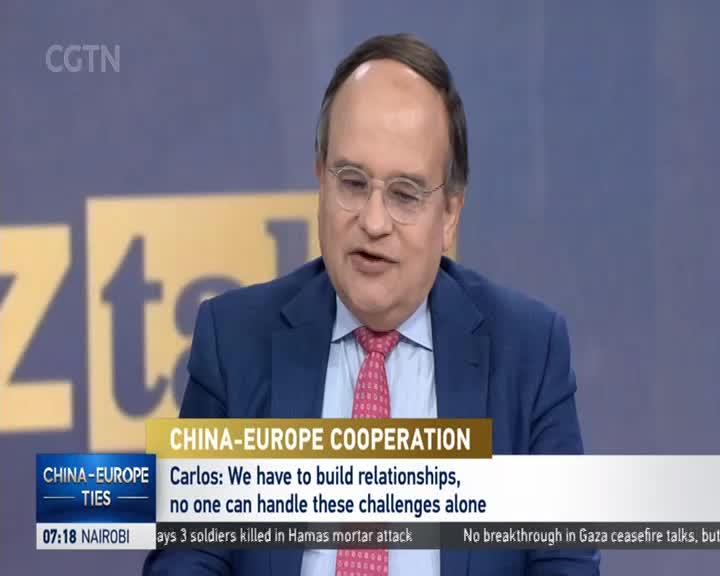 CGTN
Z talk
CHINA-EUROPE COOPERATION
Carlos: We have to build relationships,
no one can handle these challenges alone
CHINA-EUROPE
TIES
07:18 NAIROBI
ays 3 soldiers killed in Hamas mortar attack No breakthrough in Gaza ceasefire talks, but